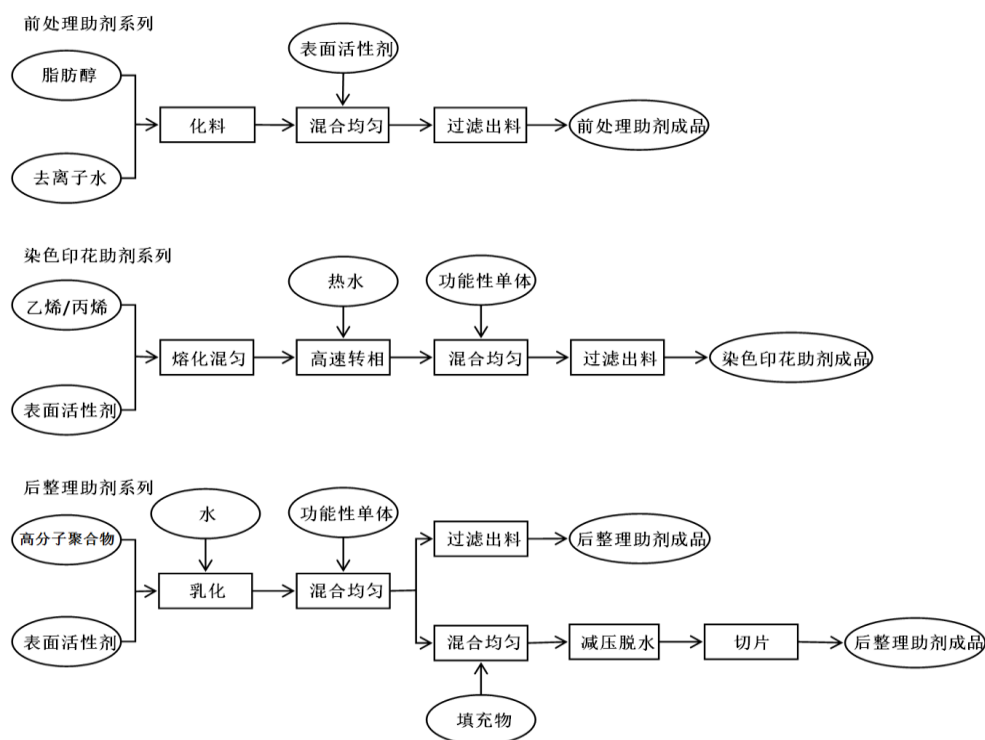 前处理助剂系列
表面活性剂
脂肪醇
化料
混合均匀
过滤出料
前处理助剂成品
去离子水
染色印花助剂系列
热水
功能性单体
乙烯/丙烯
熔化混匀
高速转相
混合均匀
过滤出料
染色印花助剂成品
表面活性剂
后整理助剂系列
水
功能性单体
高分子聚合物
过滤出料
后整理助剂成品
乳化
混合均匀
表面活性剂
混合均匀
减压脱水
切片
后整理助剂成品
填充物